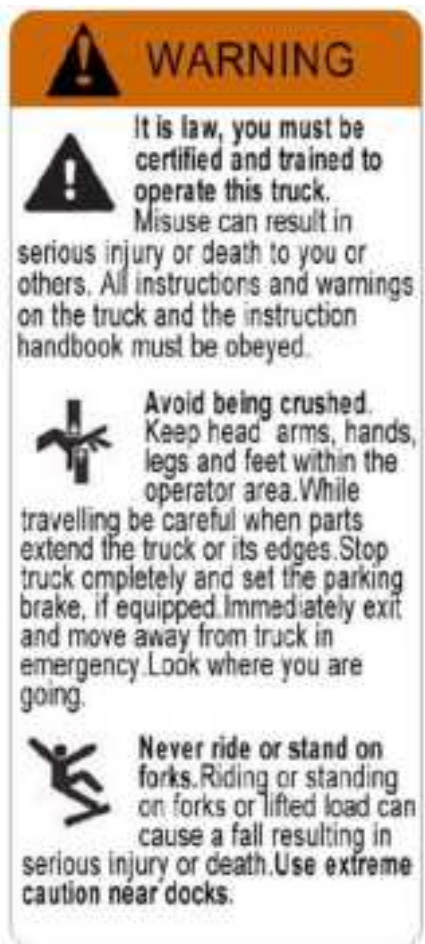 WARNING
It is law, you must be
certified and trained to
operate this truck.
Misuse can result in
serious injury or death to you or
others. All instructions and warnings
on the truck and the instruction
handbook must be obeyed.
Avoid being crushed.
Keep head arms, hands,
legs and feet within the
operator area.While
travelling be careful when parts
extend the truck or its edges.Stop
truck ompletely and set the parking
brake, if equipped.Immediately exit
and move away from truck in
emergency.Look where you are
going.
Never ride or stand on
forks.Riding or standing
on forks or lifted load can
cause a fall resulting in
serious injury or death.Use extreme
caution near docks.